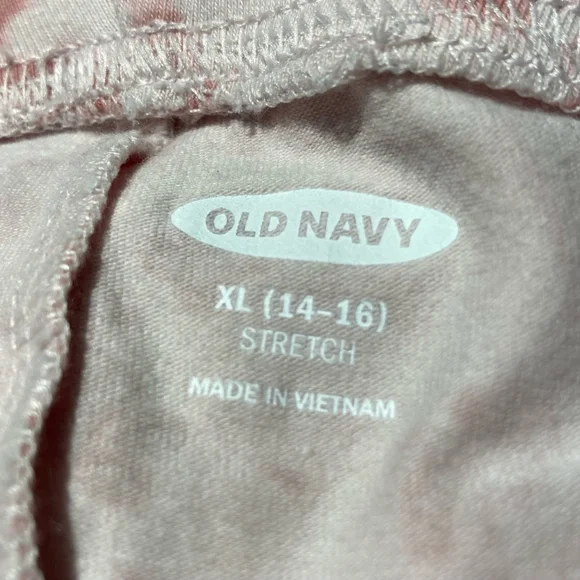 OLD NAVY
XL (14-16)
STRETCH
MADE IN VIETNAM